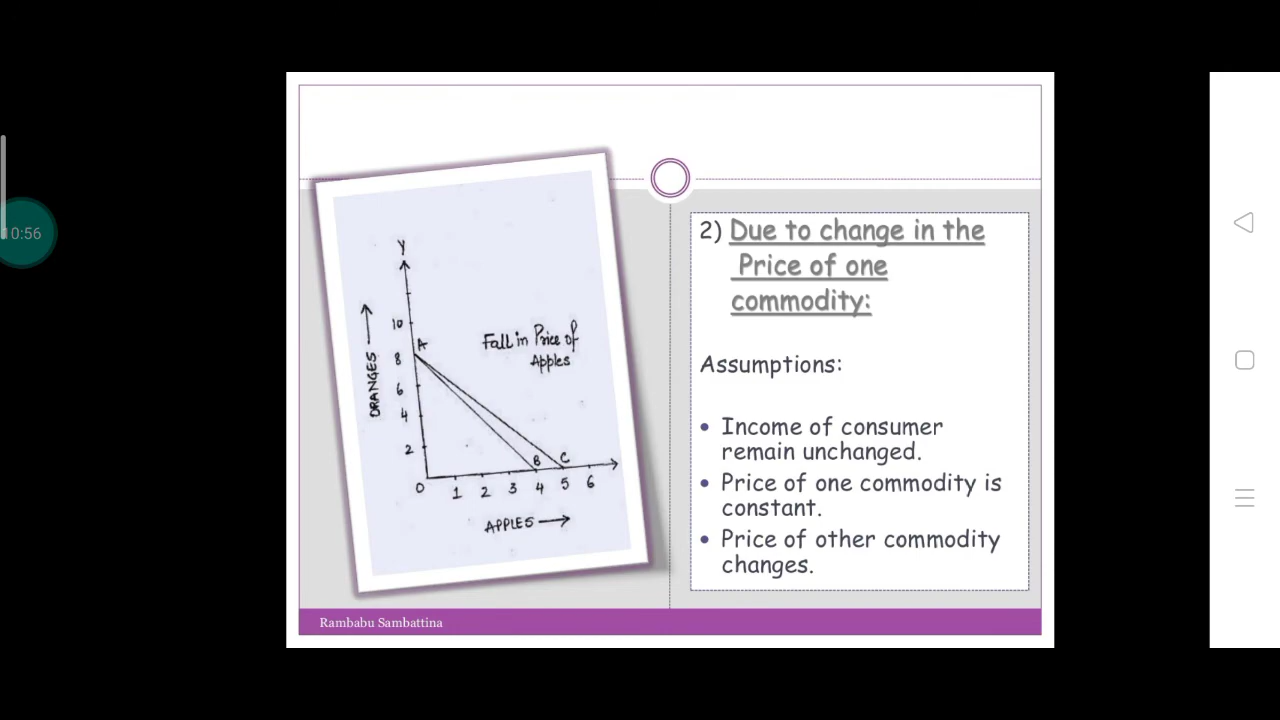 10:56
2) Due to change in the
Price of one
commodity:
Assumptions:
• Income of consumer
remain unchanged.
• Price of one commodity is
constant.
• Price of other commodity
changes.
Y
10
A
8
6
4
2
0
1 2 3 4 5 6
B C
ORANGES
APPLES
Fall in Price of
Apples
Rambabu Sambattina